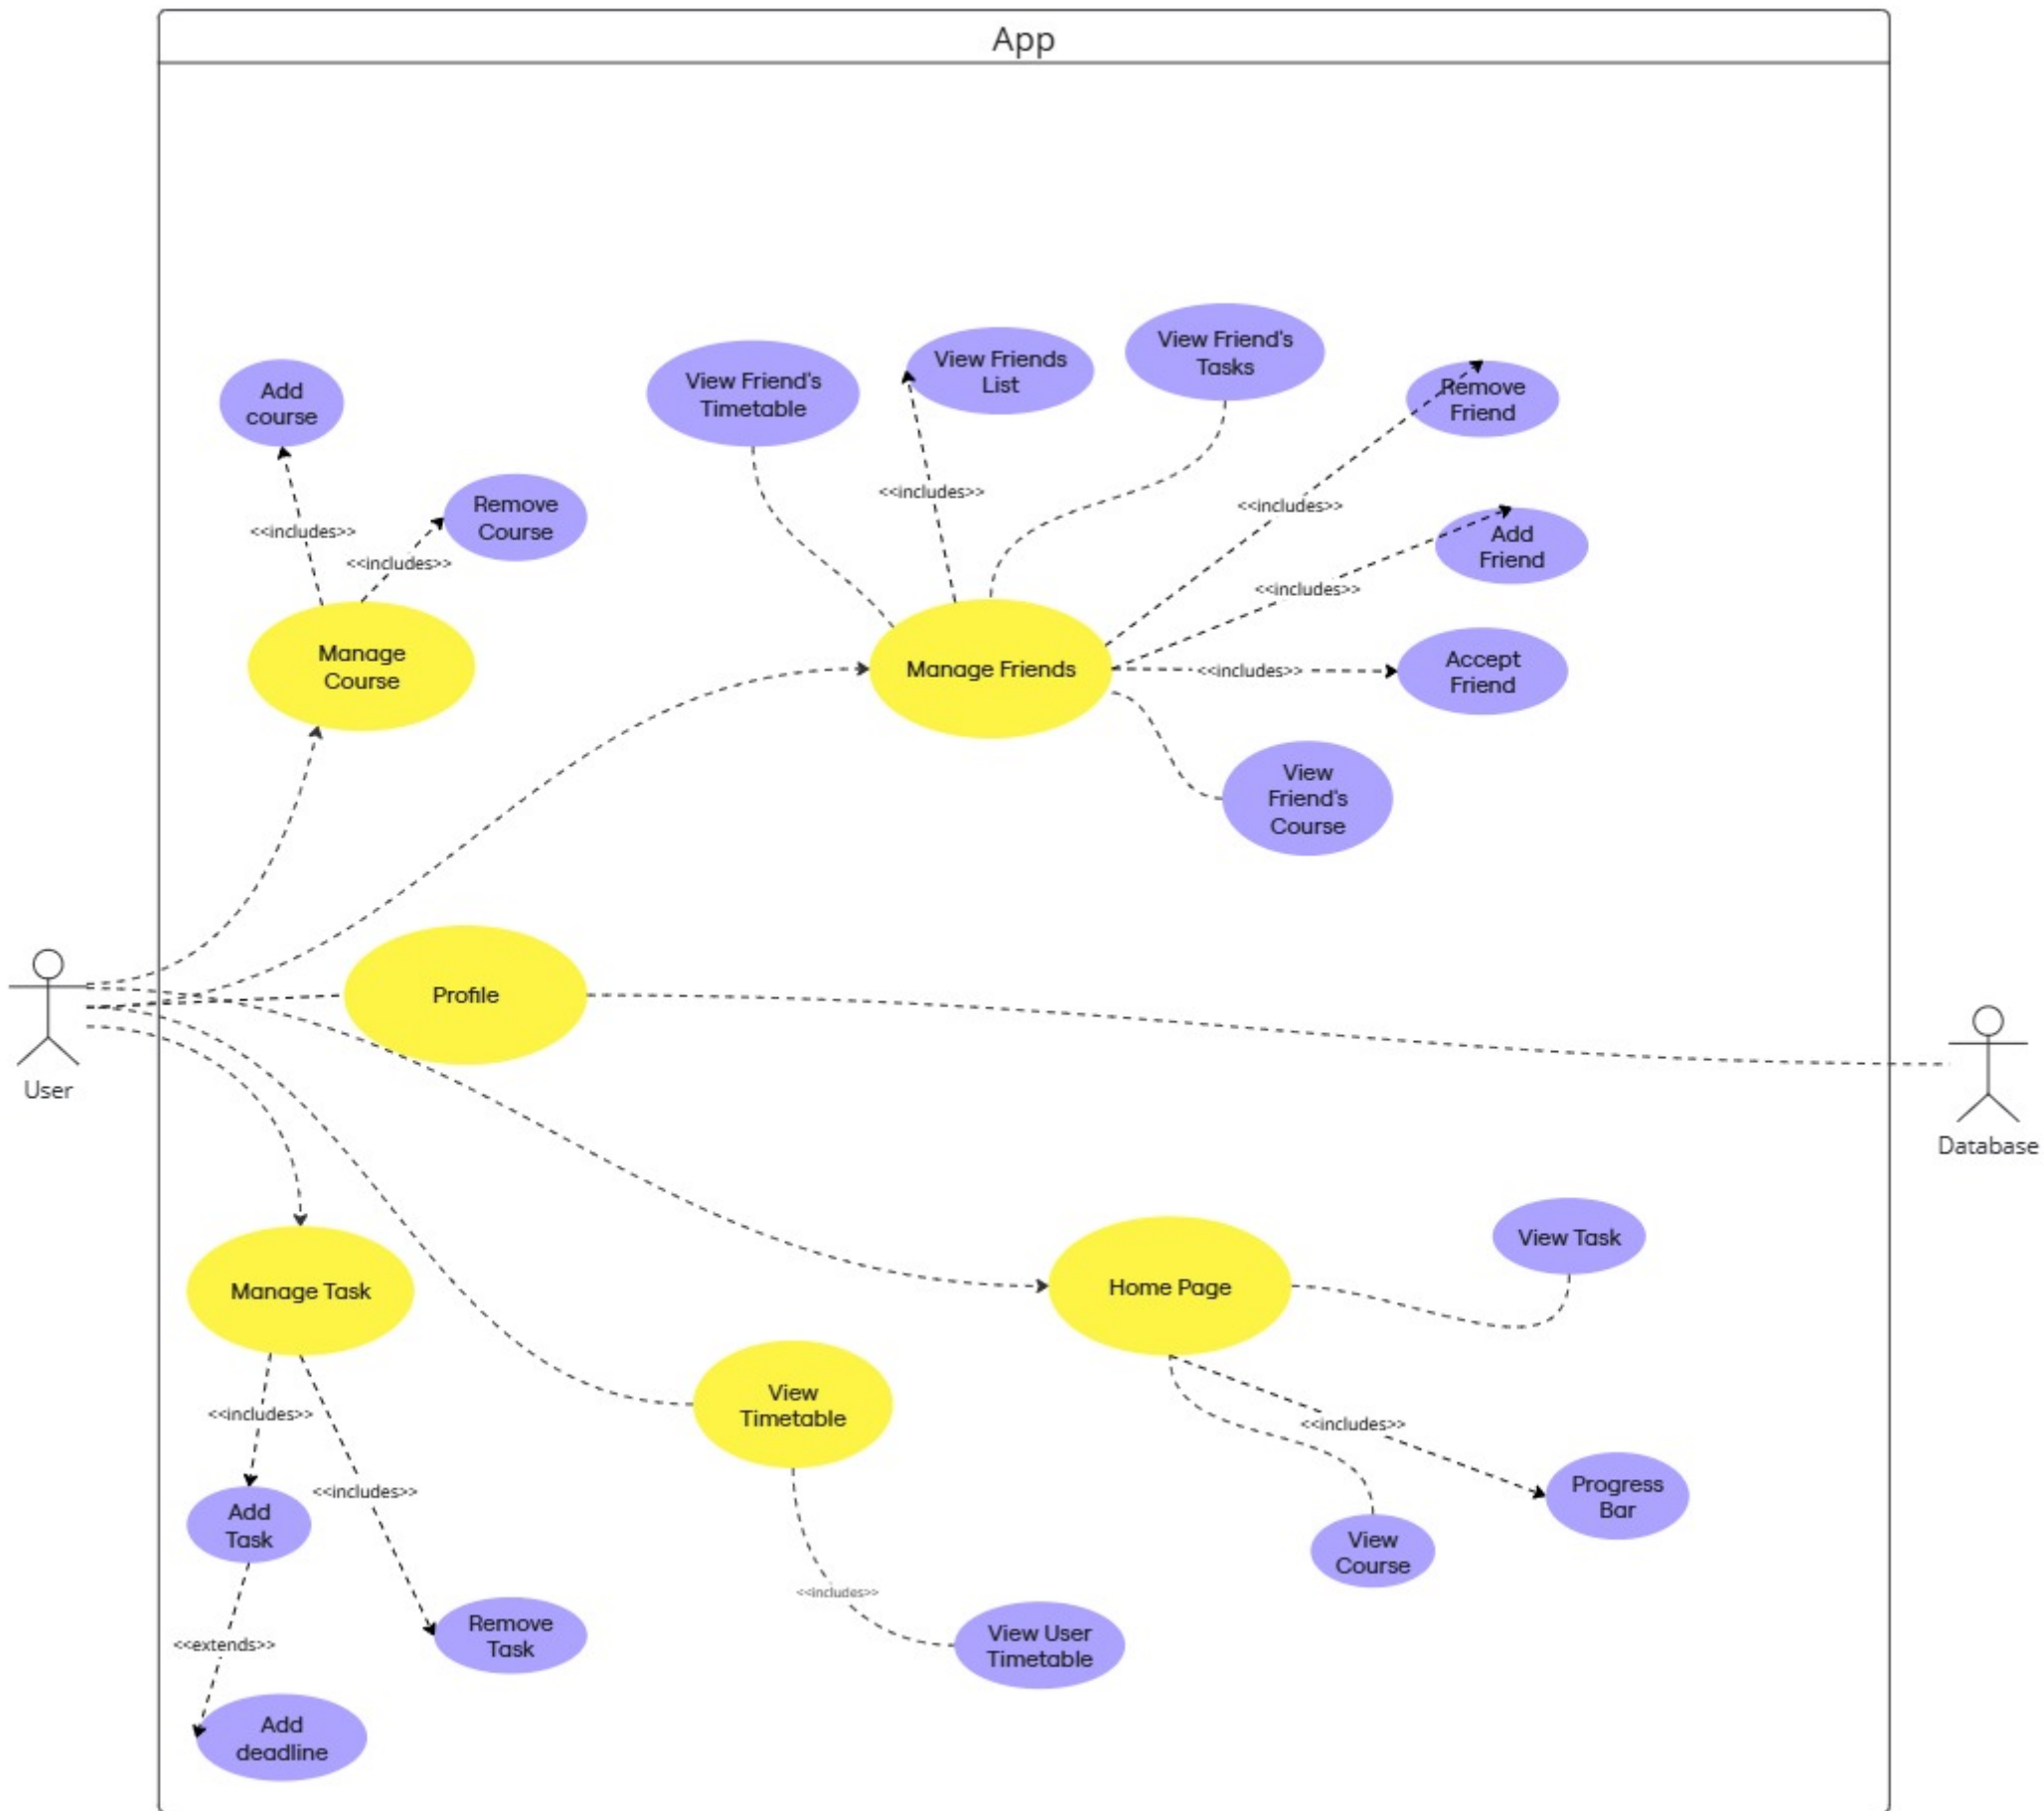 App
Add
course
Remove
Course
<<includes>>
<<includes>>
Manage
Course
View Friend's
Timetable
View Friends
List
View Friend's
Tasks
Remove
Friend
<<includes>>
<<includes>>
Add
Friend
<<includes>>
Manage Friends
<<includes>>
Accept
Friend
View
Friend's
Course
Profile
User
Database
Manage Task
View
Timetable
Home Page
View Task
<<includes>>
<<includes>>
Add
Task
<<extends>>
Remove
Task
Add
deadline
<<includes>>
View User
Timetable
<<includes>>
View
Course
Progress
Bar